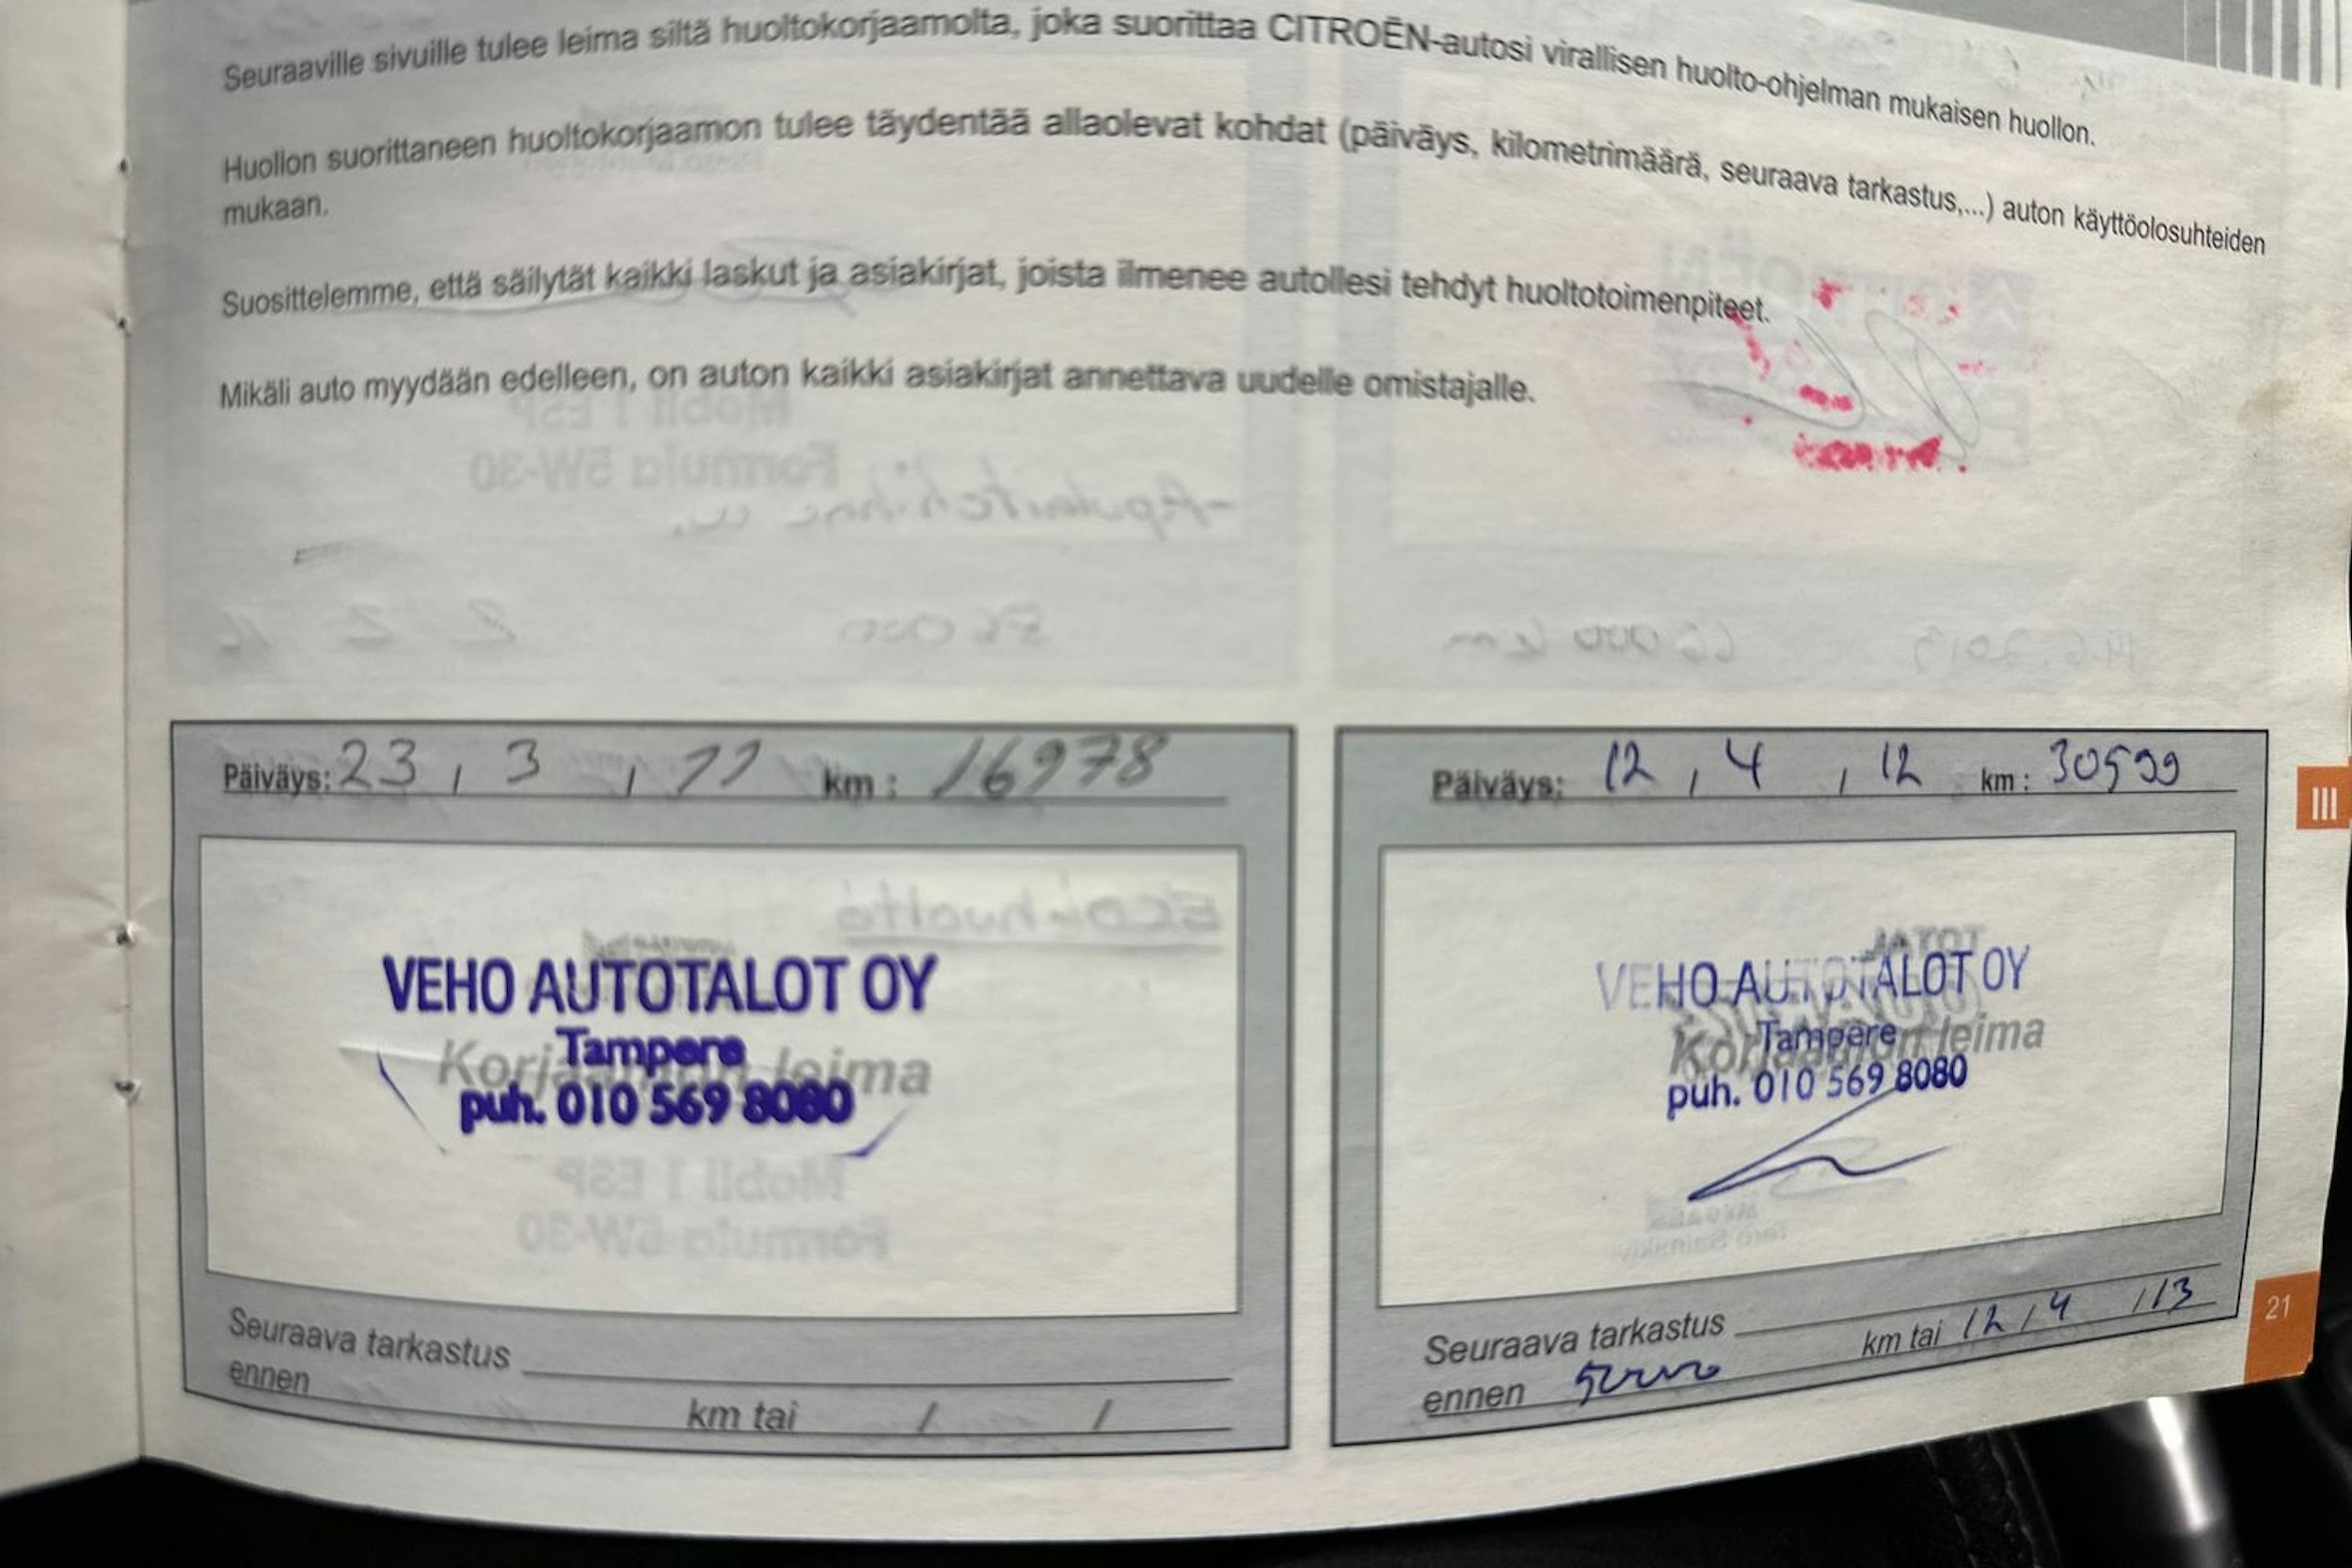 Seuraaville sivuille tulee leima siltä huoltokorjaamolta, joka suorittaa CITROËN-autosi virallisen huolto-ohjelman mukaisen huollon.
Huollon suorittaneen huoltokorjaamon tulee täydentää allaolevat kohdat (päiväys, kilometrimäärä, seuraava tarkastus,...) auton käyttöolosuhteiden
mukaan.
Suosittelemme, että säilytät kaikki laskut ja asiakirjat, joista ilmenee autollesi tehdyt huoltotoimenpiteet.
Mikäli auto myydään edelleen, on auton kaikki asiakirjat annettava uudelle omistajalle.
Päiväys: 23 / 3 / 11 km : 16978
VEHO AUTOTALOT OY
Tampere
Korjaamon leima
puh. 010 569 8080
Seuraava tarkastus
ennen
km tai / /
Päiväys: 12 / 4 / 12 km : 30599
VEHO AUTOTALOT OY
Tampere
Korjaamon leima
puh. 010 569 8080
Seuraava tarkastus
ennen km tai 12 / 4 / 13
III
21